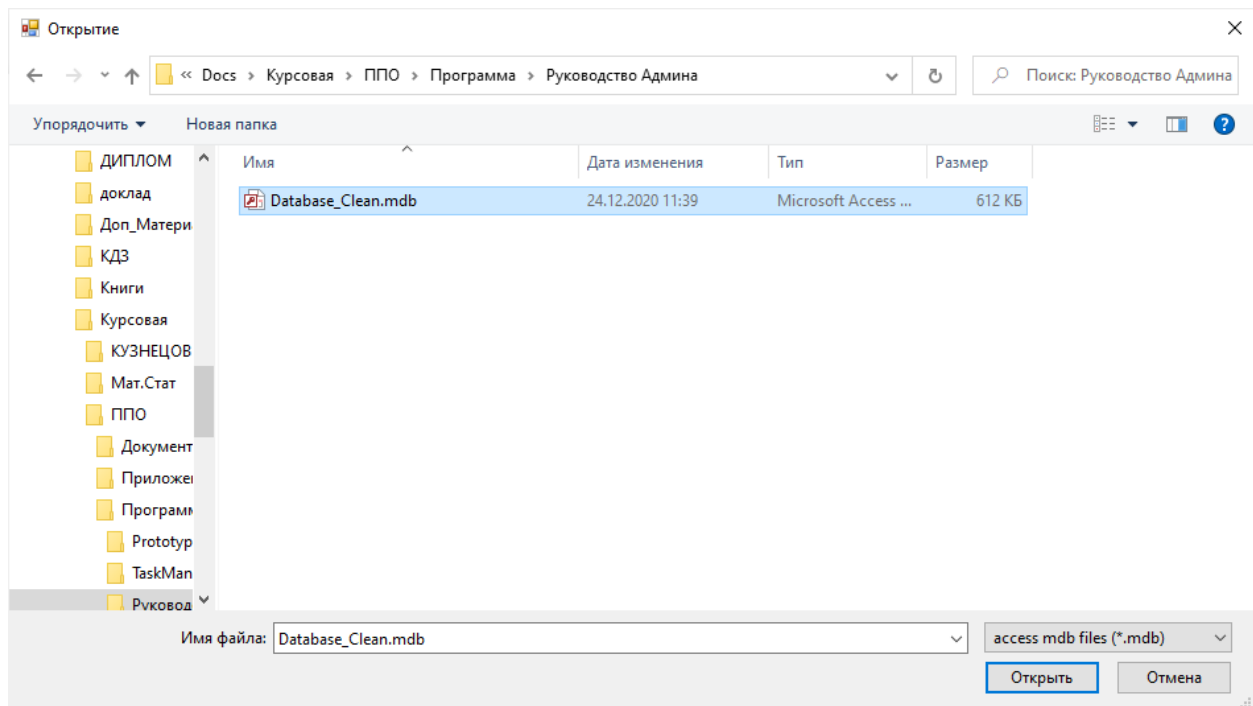 Открытие
« Docs › Курсовая › ППО › Программа › Руководство Админа
Поиск: Руководство Админа
Упорядочить Новая папка
Имя Дата изменения Тип Размер
Database_Clean.mdb 24.12.2020 11:39 Microsoft Access ... 612 КБ
ДИПЛОМ
доклад
Доп_Матери
КДЗ
Книги
Курсовая
КУЗНЕЦОВ
Мат.Стат
ППО
Документ
Приложе
Програм
Prototyp
TaskMan
Руковод
Имя файла: Database_Clean.mdb access mdb files (*.mdb)
Открыть Отмена